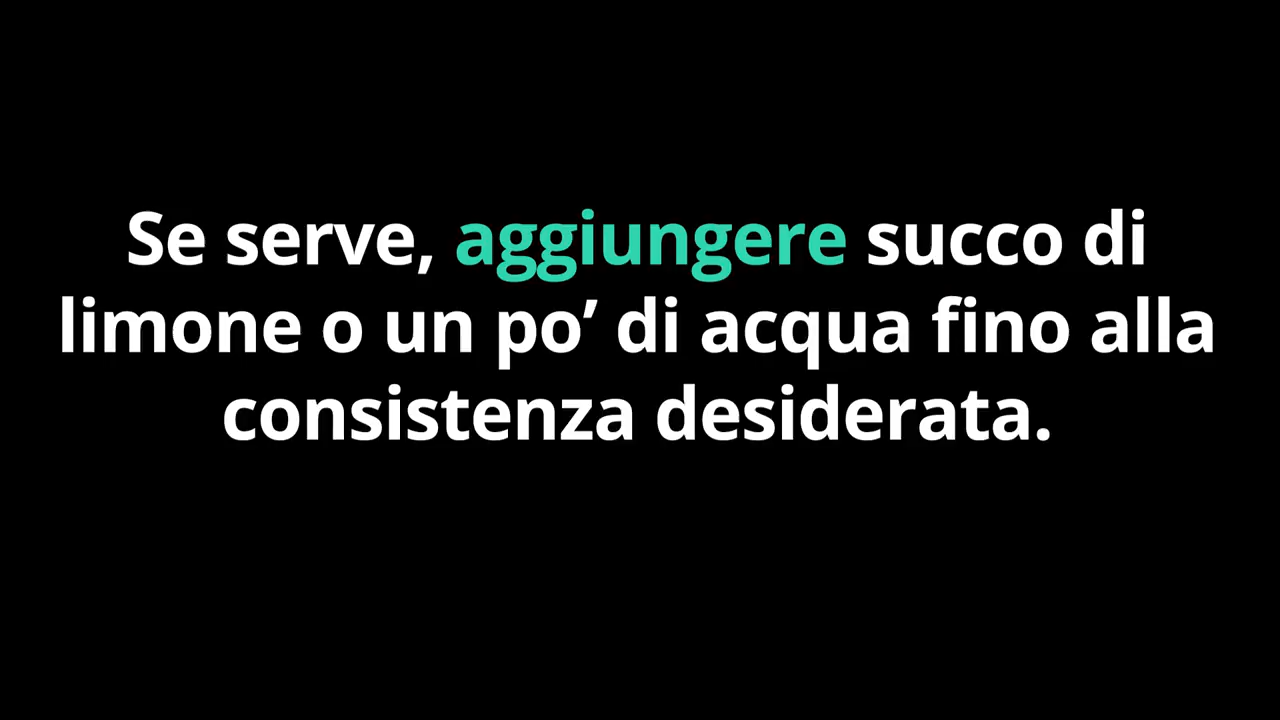 Se serve, aggiungere succo di
limone o un po’ di acqua fino alla
consistenza desiderata.